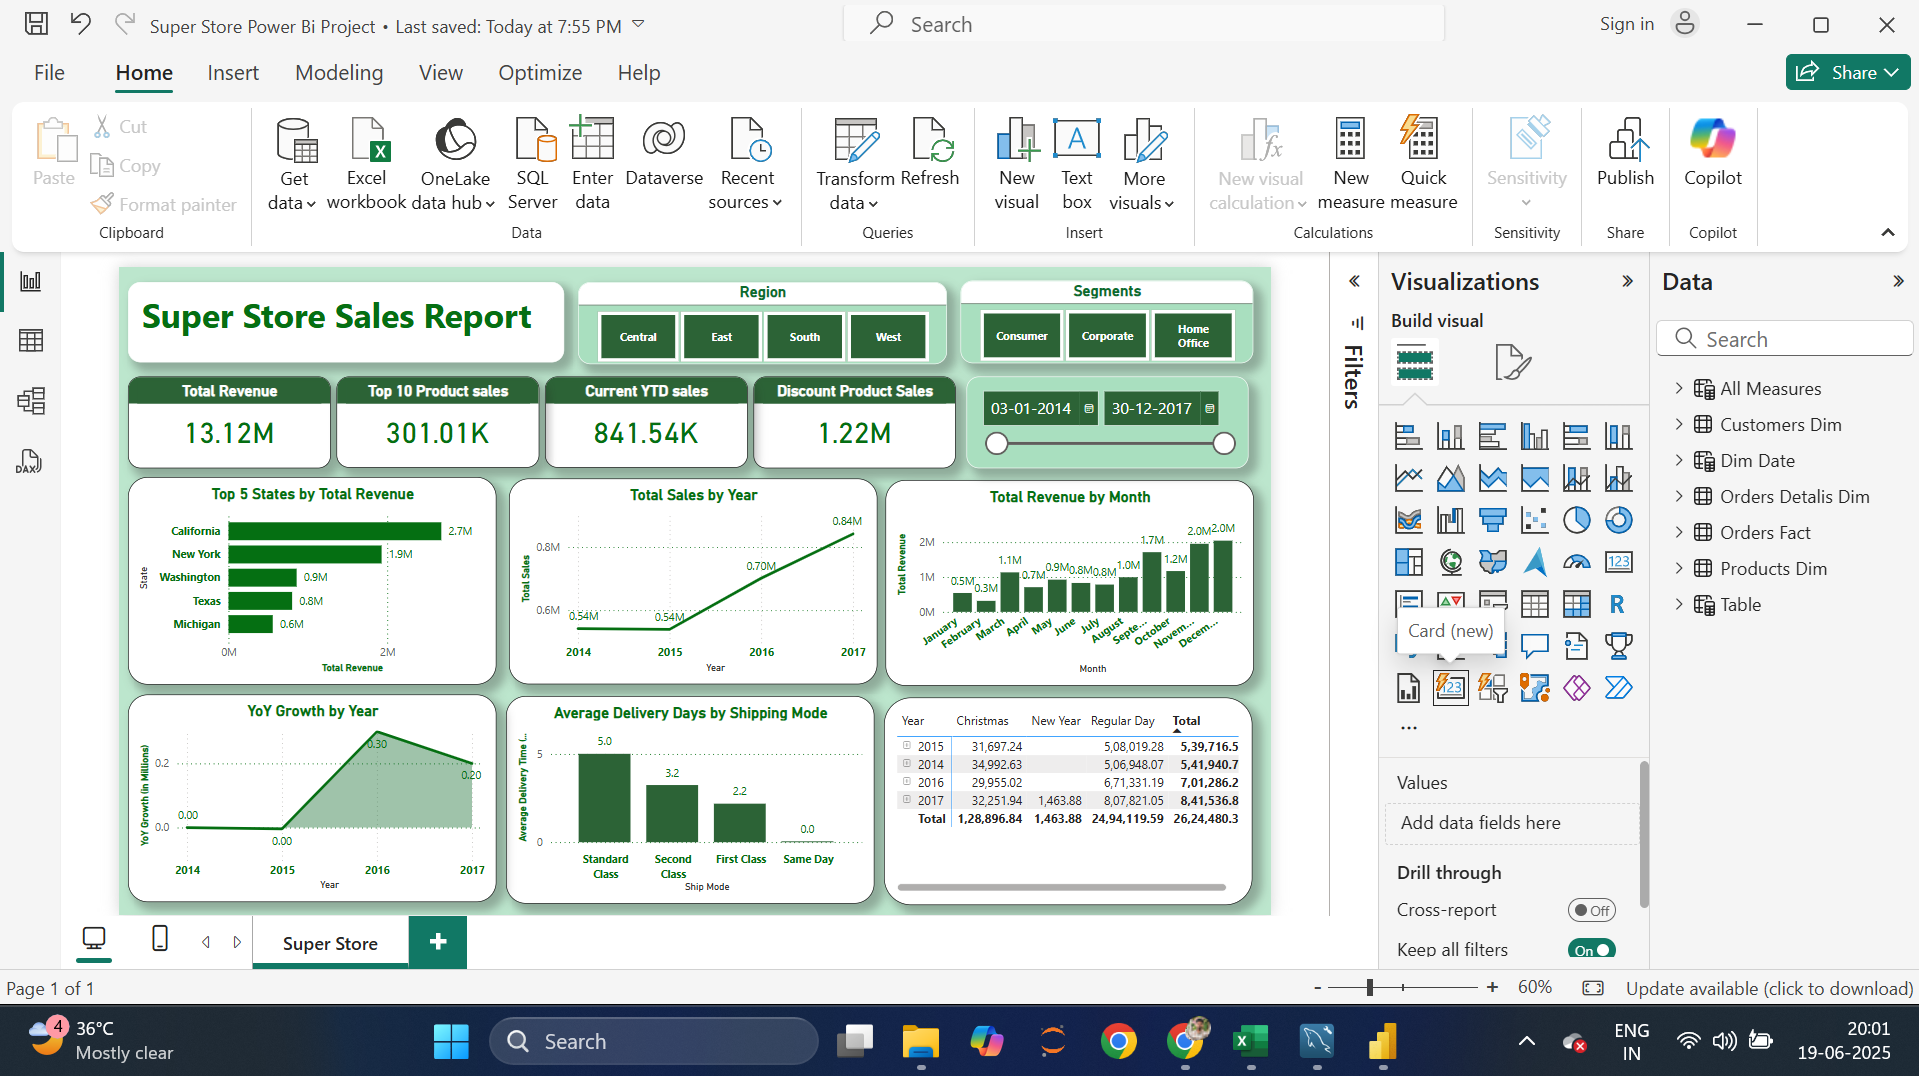 Super Store Power Bi Project • Last saved: Today at 7:55 PM
Search
Sign in
File
Home
Insert
Modeling
View
Optimize
Help
Share
Paste
Cut
Copy
Format painter
Clipboard
Get data
Excel workbook
OneLake data hub
SQL Server
Enter data
Dataverse
Recent sources
Data
Transform data
Refresh
Queries
New visual
Text box
More visuals
Insert
New visual calculation
New measure
Quick measure
Calculations
Sensitivity
Sensitivity
Publish
Share
Copilot
Copilot
Super Store Sales Report
Region
Central
East
South
West
Segments
Consumer
Corporate
Home Office
Total Revenue
13.12M
Top 10 Product sales
301.01K
Current YTD sales
841.54K
Discount Product Sales
1.22M
03-01-2014
30-12-2017
Top 5 States by Total Revenue
State
California 2.7M
New York 1.9M
Washington 0.9M
Texas 0.8M
Michigan 0.6M
0M 2M
Total Revenue
Total Sales by Year
Total Sales
0.8M
0.6M
0.54M
0.54M
0.70M
0.84M
2014 2015 2016 2017
Year
Total Revenue by Month
Total Revenue
2M
1M
0M
0.5M
0.3M
1.1M
0.7M
0.9M
0.8M
0.8M
1.0M
1.7M
1.2M
2.0M
2.0M
January
February
March
April
May
June
July
August
Septe...
October
Novem...
Decem...
Month
YoY Growth by Year
YoY Growth (in Millions)
0.2
0.0
0.00
0.00
0.30
0.20
2014 2015 2016 2017
Year
Average Delivery Days by Shipping Mode
Average Delivery Time (...
5
0
5.0
3.2
2.2
0.0
Standard Class
Second Class
First Class
Same Day
Ship Mode
Year Christmas New Year Regular Day Total
2015 31,697.24 5,08,019.28 5,39,716.5
2014 34,992.63 5,06,948.07 5,41,940.7
2016 29,955.02 6,71,331.19 7,01,286.2
2017 32,251.94 1,463.88 8,07,821.05 8,41,536.8
Total 1,28,896.84 1,463.88 24,94,119.59 26,24,480.3
Filters
Visualizations
Build visual
123
R
Card (new)
123
...
Values
Add data fields here
Drill through
Cross-report
Off
Keep all filters
On
Data
Search
All Measures
Customers Dim
Dim Date
Orders Detalis Dim
Orders Fact
Products Dim
Table
DAX
Super Store
+
Page 1 of 1
- + 60%
Update available (click to download)
4
36°C
Mostly clear
Search
ENG
IN
20:01
19-06-2025